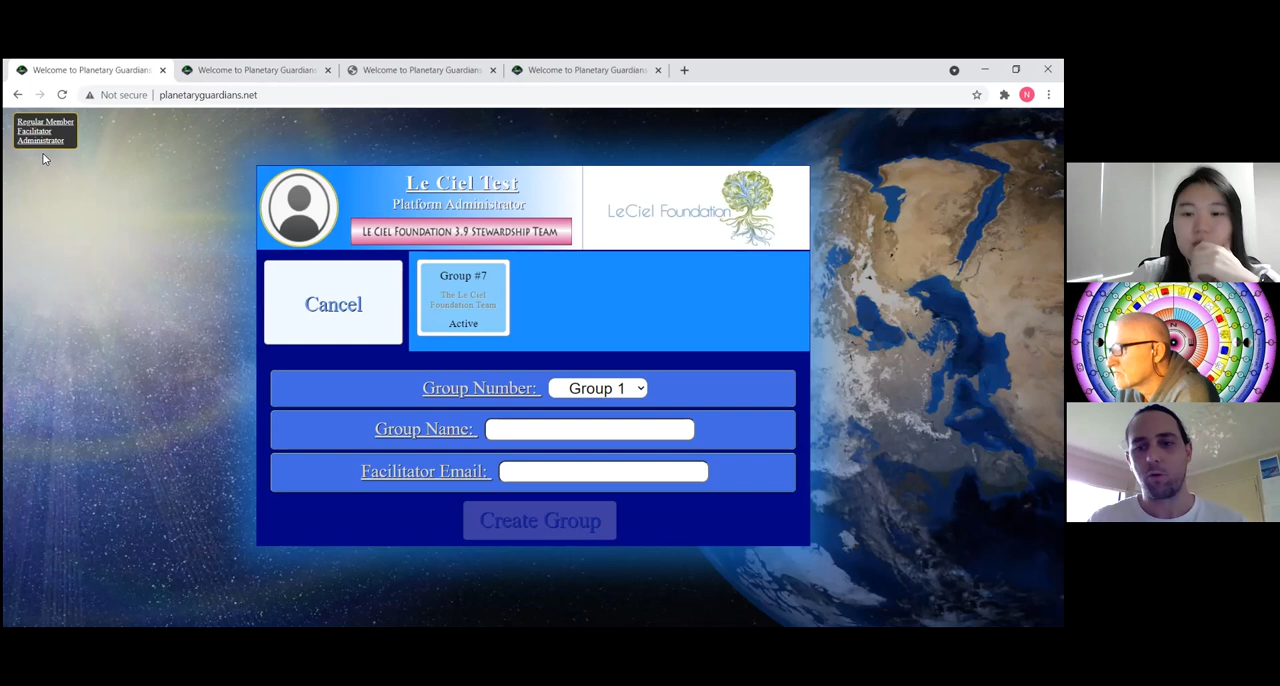 Welcome to Planetary Guardians
Welcome to Planetary Guardians
Welcome to Planetary Guardians
Welcome to Planetary Guardians
Not secure | planetaryguardians.net
N
Regular Member
Facilitator
Administrator
Le Ciel Test
Platform Administrator
LE CIEL FOUNDATION 3.9 STEWARDSHIP TEAM
LeCiel Foundation
Cancel
Group #7
The Le Ciel
Foundation Team
Active
Group Number: Group 1
Group Name:
Facilitator Email:
Create Group